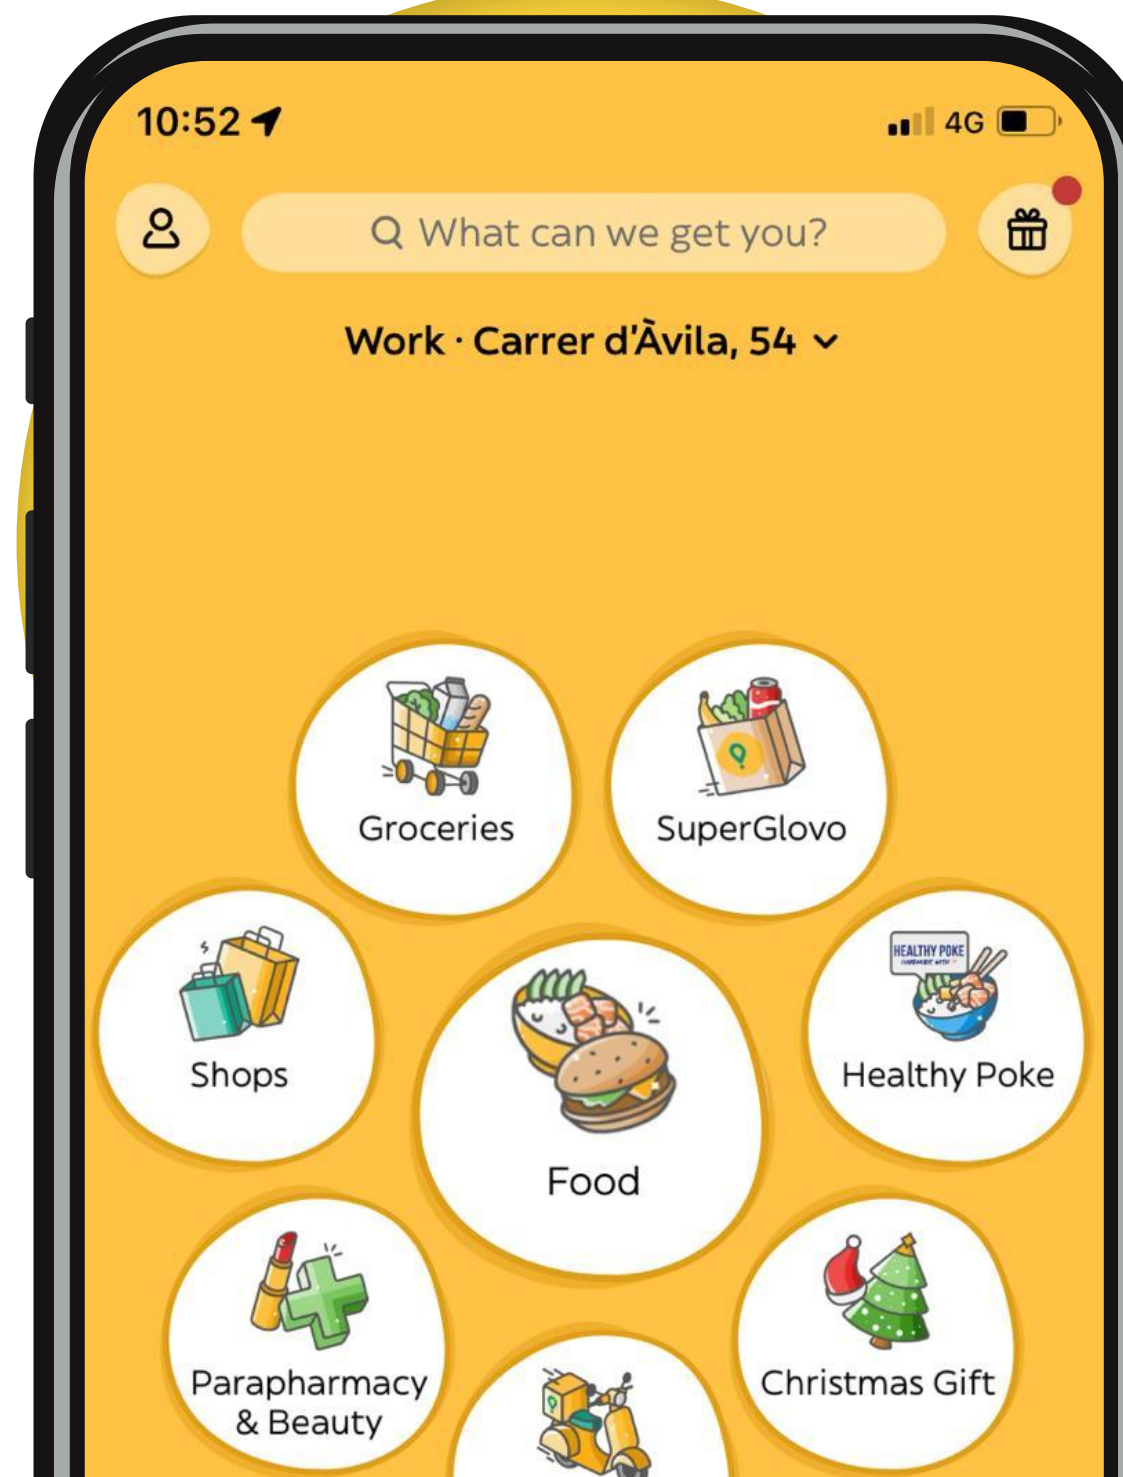 10:52
4G
What can we get you?
Work · Carrer d'Àvila, 54
Groceries
SuperGlovo
Shops
HEALTHY POKE
Healthy Poke
Food
Parapharmacy
& Beauty
Christmas Gift